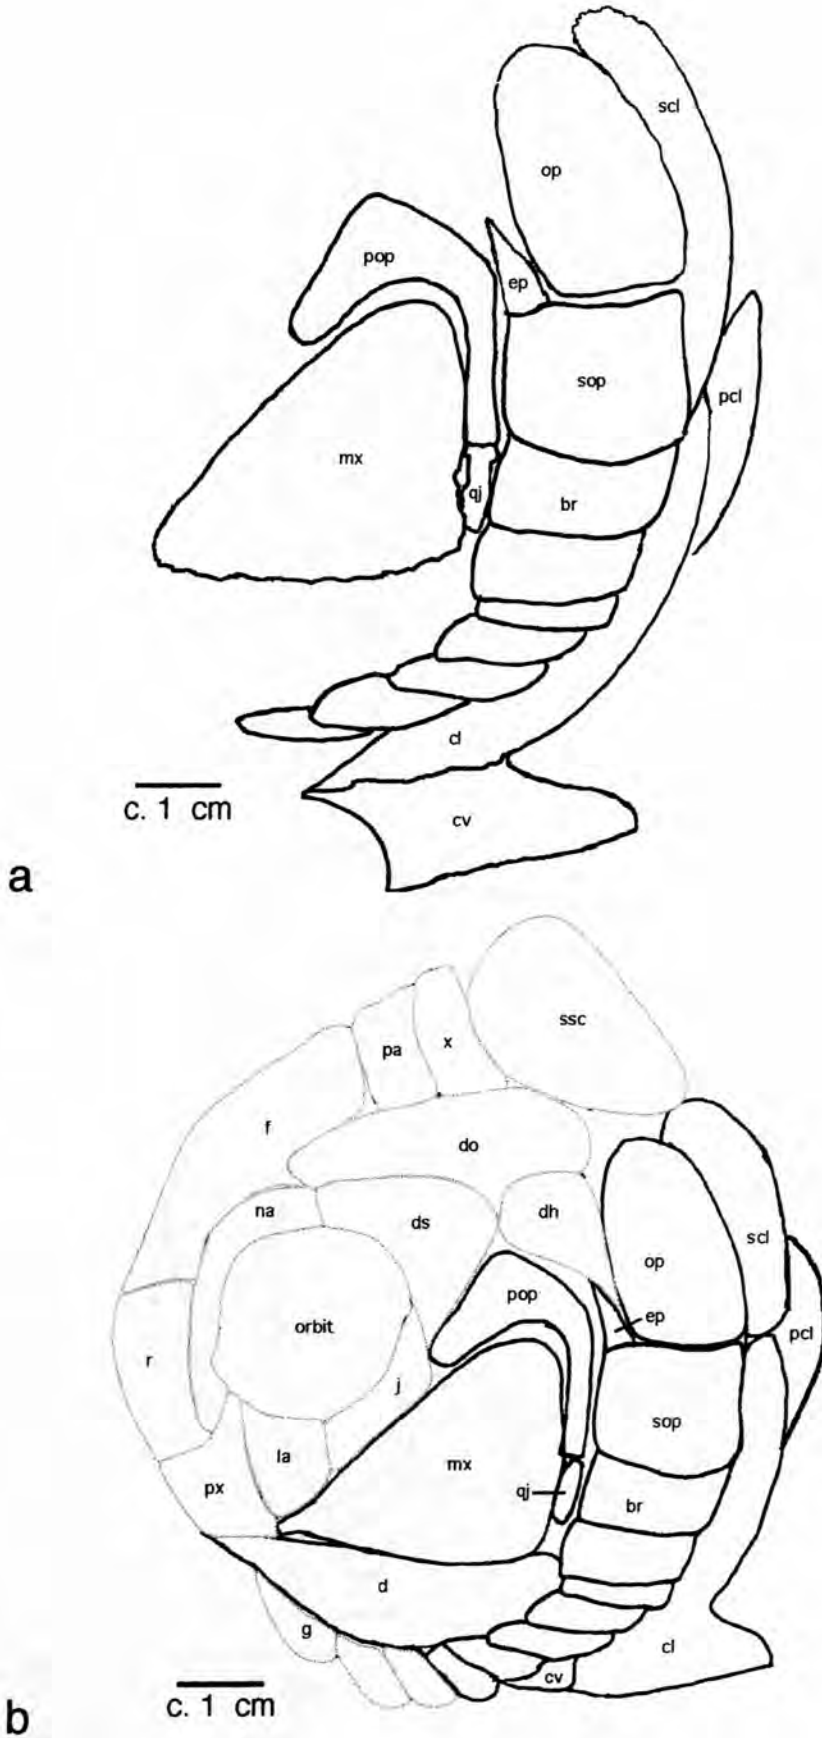 scl
op
pop
ep
sop
pcl
mx
qj
br
cl
c. 1 cm
cv
a
ssc
pa
x
f
do
na
ds
dh
scl
op
pop
ep
orbit
pcl
r
j
sop
la
mx
px
qj
br
d
g
cl
cv
c. 1 cm
b